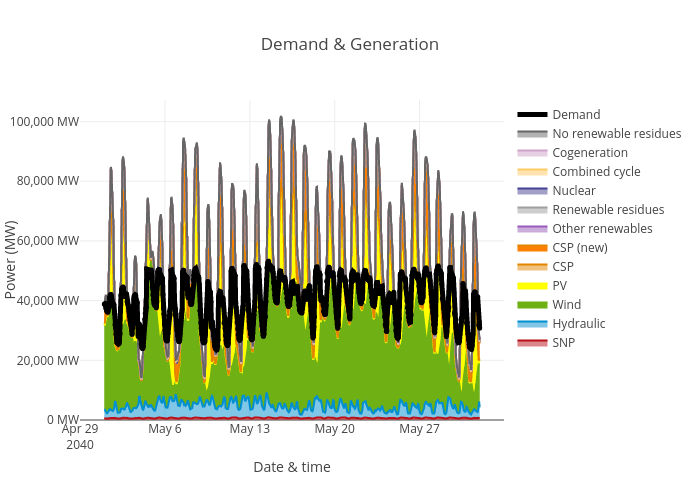 Demand & Generation
100,000 MW
80,000 MW
60,000 MW
40,000 MW
20,000 MW
0 MW
Power (MW)
Apr 29
2040
May 6
May 13
May 20
May 27
Date & time
Demand
No renewable residues
Cogeneration
Combined cycle
Nuclear
Renewable residues
Other renewables
CSP (new)
CSP
PV
Wind
Hydraulic
SNP